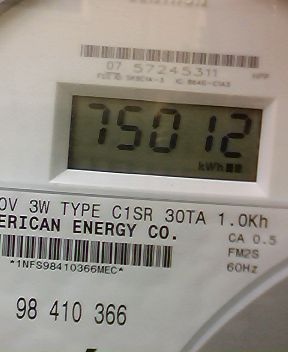 07 57245311
75012
kWh
0V 3W TYPE C1SR 30TA 1.0Kh
ERICAN ENERGY CO.
CA 0.5
FM2S
60Hz
*1NFS98410366MEC*
98 410 366